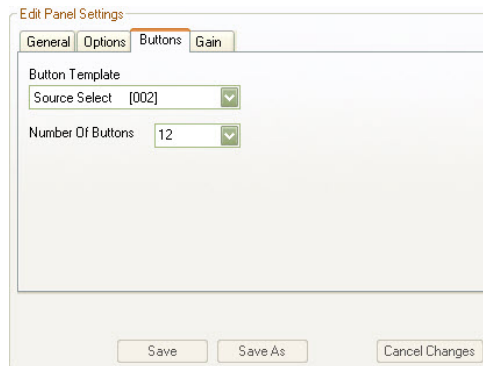 Edit Panel Settings
General Options Buttons Gain
Button Template
Source Select [002]
Number Of Buttons 12
Save Save As Cancel Changes